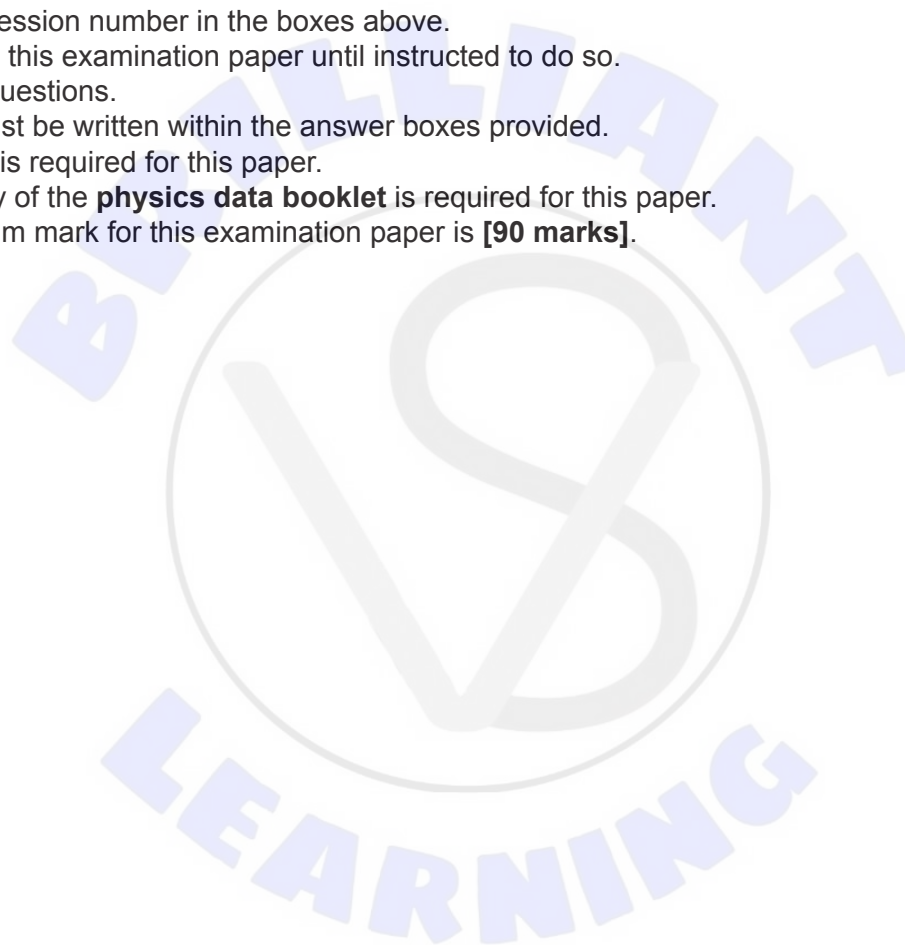 ession number in the boxes above.
this examination paper until instructed to do so.
uestions.
st be written within the answer boxes provided.
is required for this paper.
y of the physics data booklet is required for this paper.
m mark for this examination paper is [90 marks].
BRILLIANT
VS
LEARNING